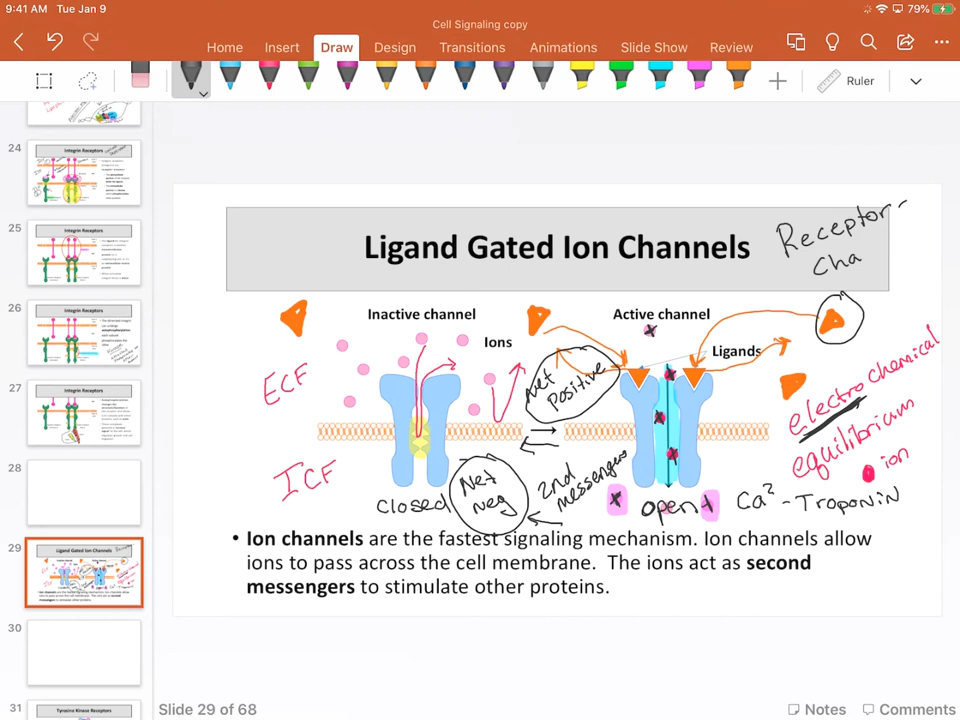 9:41 AM Tue Jan 9
79%
Cell Signaling copy
Home Insert Draw Design Transitions Animations Slide Show Review
Ruler
24
Integrin Receptors
25
Integrin Receptors
26
Integrin Receptors
27
Integrin Receptors
28
29
Ligand Gated Ion Channels
30
31
Tyrosine Kinase Receptors
Ligand Gated Ion Channels
Receptor-
Cha
Inactive channel
Active channel
Ions
Ligands
ECF
Net
Positive
electrochemical
equilibrium
ion
ICF
closed
Net
neg
2nd
messengers
open
+
+
Ca2 - Troponin
• Ion channels are the fastest signaling mechanism. Ion channels allow
ions to pass across the cell membrane. The ions act as second
messengers to stimulate other proteins.
Slide 29 of 68
Notes
Comments